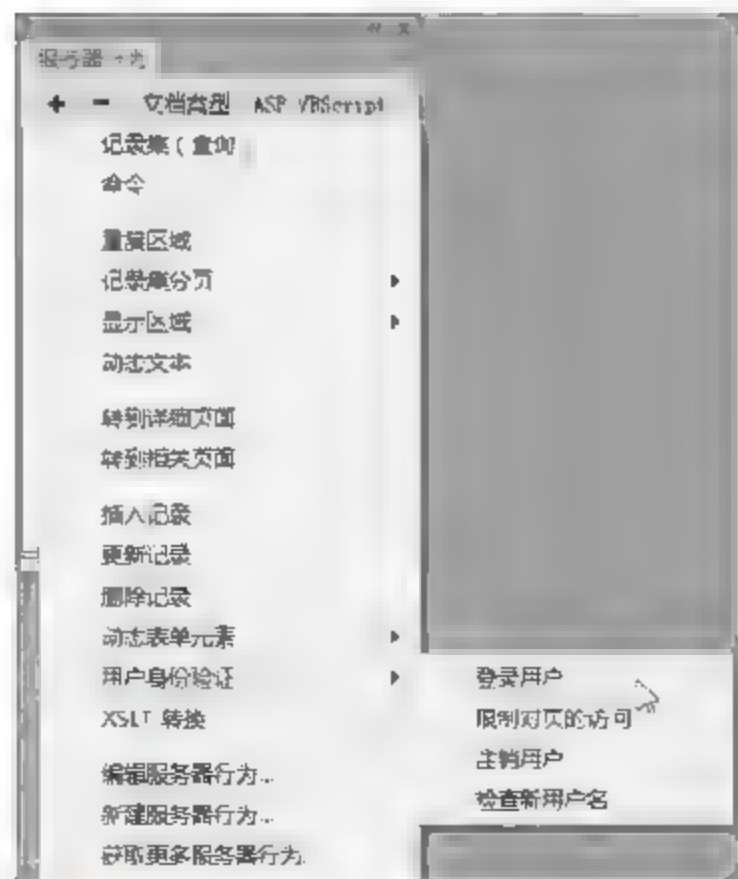 服务器行为
+ - 文档类型 ASP VBScript
记录集(查询
命令
重复区域
记录集分页
显示区域
动态文本
转到详细页面
转到相关页面
插入记录
更新记录
删除记录
动态表单元素
用户身份验证
登录用户
XSLT 转换
限制对页的访问
注销用户
编辑服务器行为...
检查新用户名
新建服务器行为...
获取更多服务器行为.